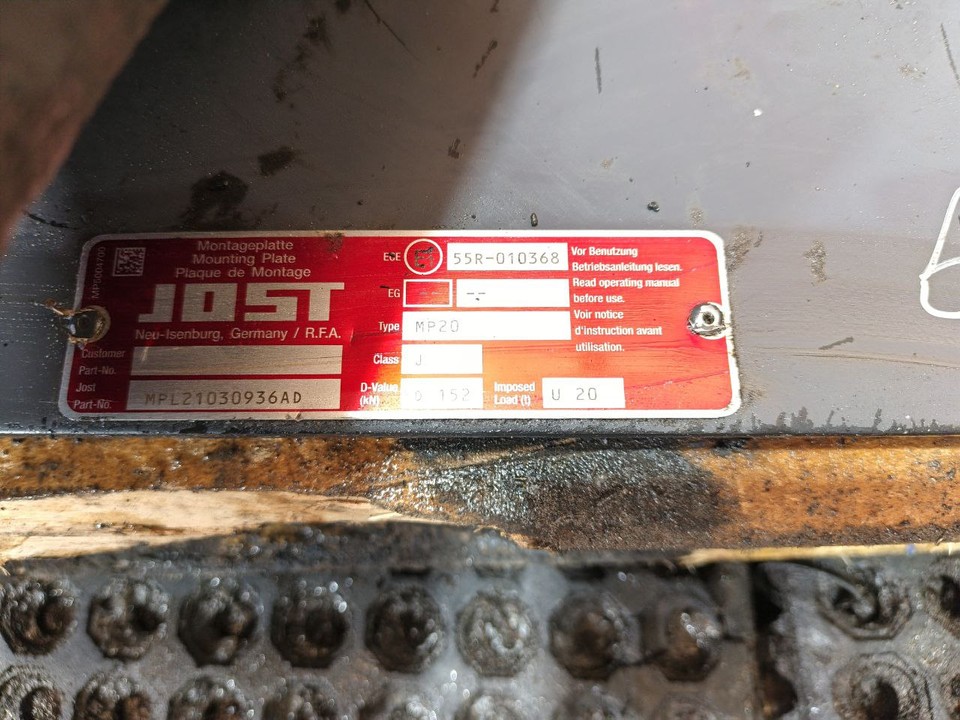 Montageplatte
Mounting Plate
Plaque de Montage
JOST
Neu-Isenburg, Germany / R.F.A.
Customer
Part-No.
Jost
Part-No. MPL21030936AD
ECE E1 55R-010368
EG --
Type MP20
Class J
D-Value
(kN) D 152
Imposed
Load (t) U 20
Vor Benutzung
Betriebsanleitung lesen.
Read operating manual
before use.
Voir notice
d'instruction avant
utilisation.